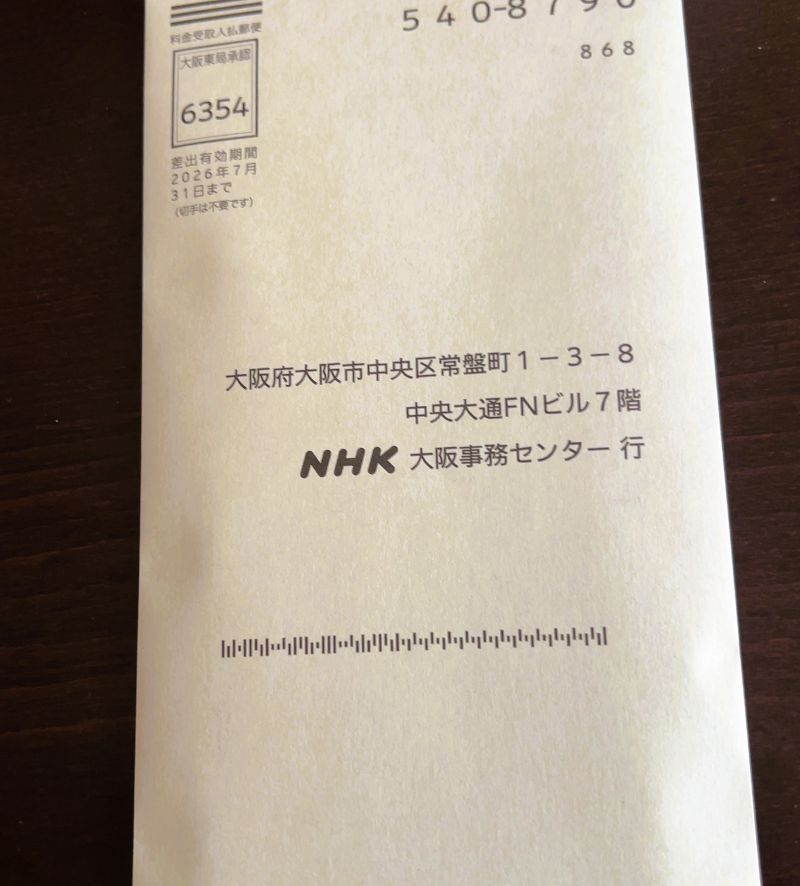 料金受取人払郵便
大阪東局承認
6354
差出有効期間
2026年7月
31日まで
(切手は不要です)
540-8790
868
大阪府大阪市中央区常盤町1-3-8
中央大通FNビル7階
NHK 大阪事務センター 行